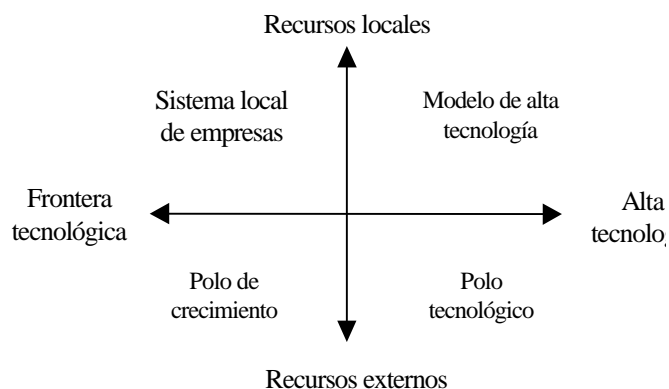 Recursos locales
Sistema local
de empresas
Modelo de alta
tecnología
Frontera
tecnológica
Alta
tecnolog
Polo de
crecimiento
Polo
tecnológico
Recursos externos